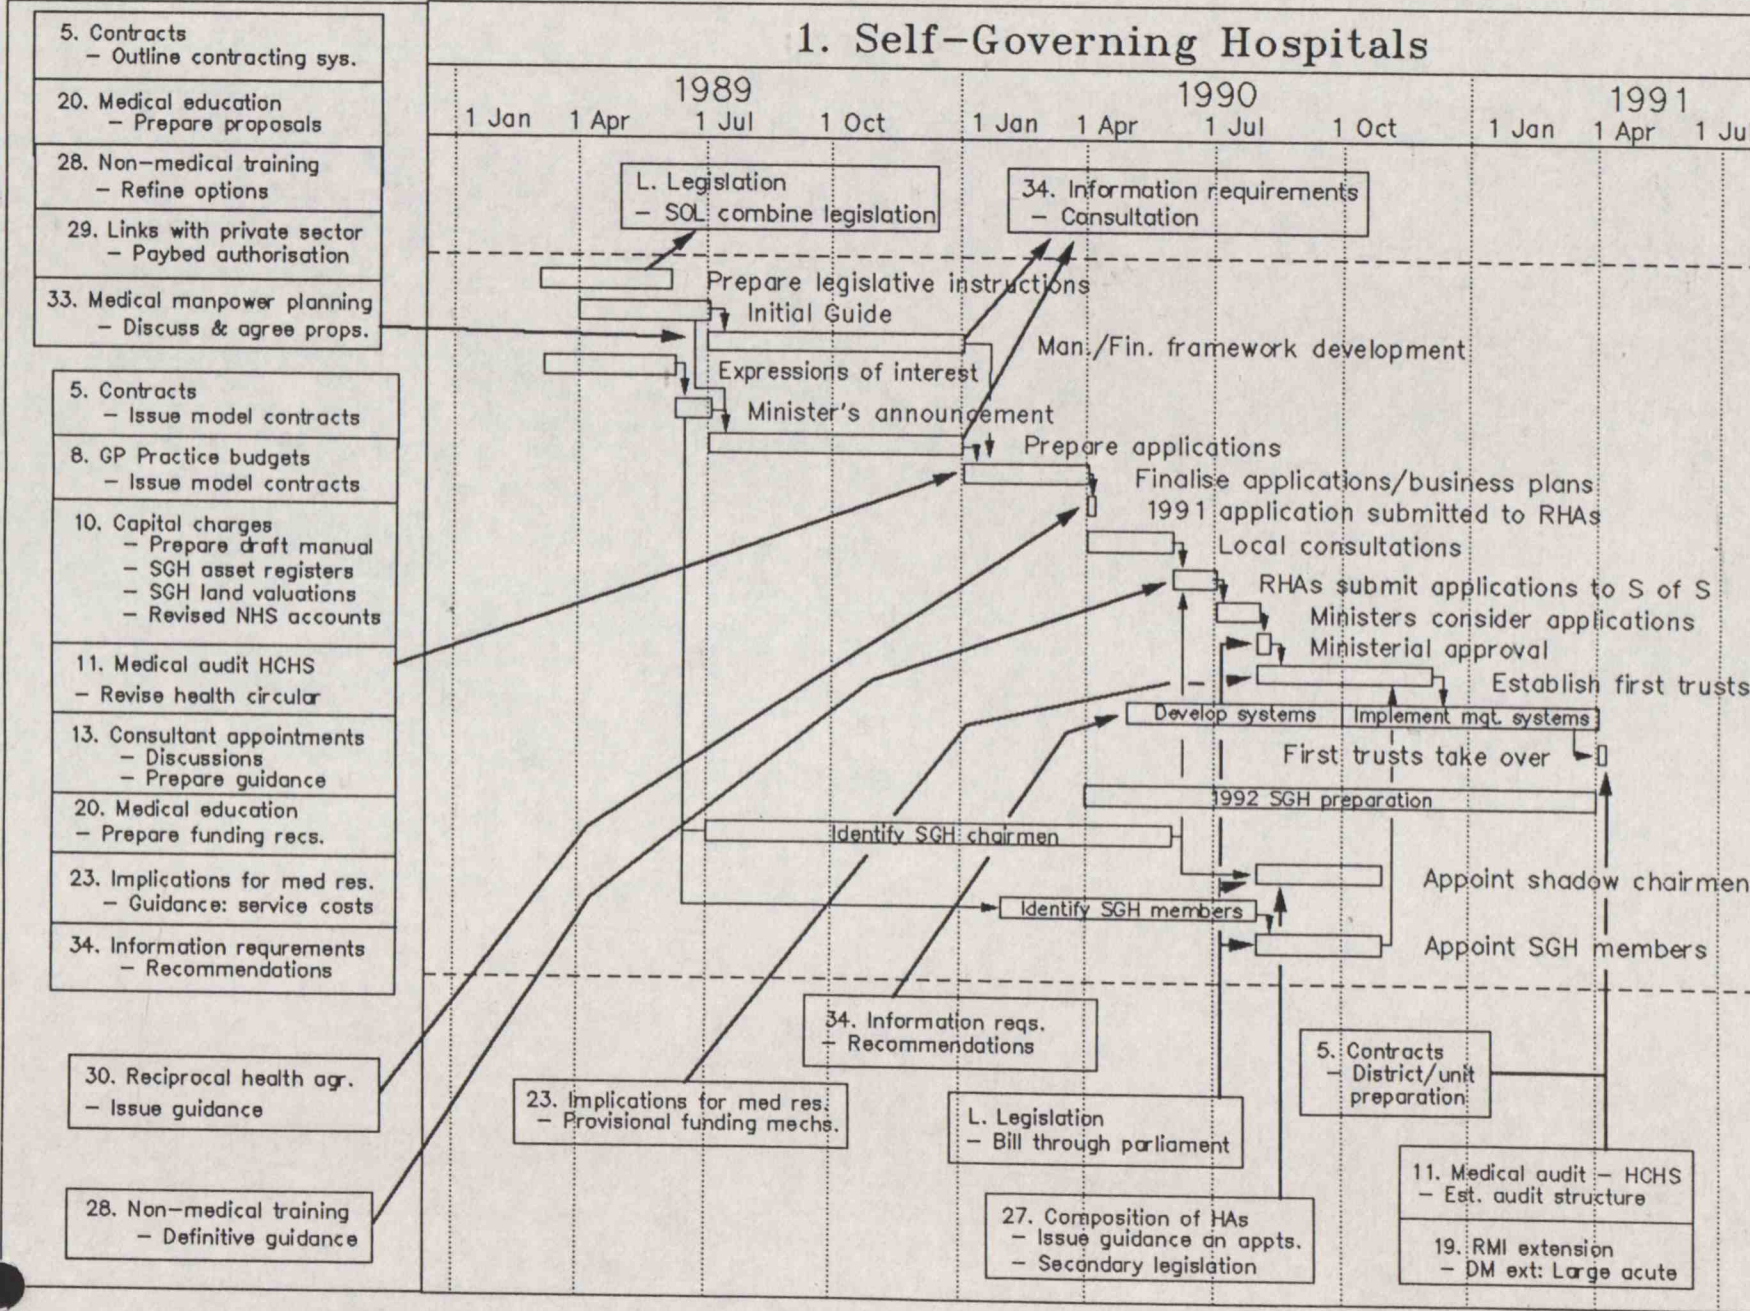 1. Self-Governing Hospitals
1989
1990
1991
1 Jan
1 Apr
1 Jul
1 Oct
1 Jan
1 Apr
1 Jul
1 Oct
1 Jan
1 Apr
1 Ju
5. Contracts
- Outline contracting sys.
20. Medical education
- Prepare proposals
28. Non-medical training
- Refine options
29. Links with private sector
- Paybed authorisation
33. Medical manpower planning
- Discuss & agree props.
5. Contracts
- Issue model contracts
8. GP Practice budgets
- Issue model contracts
10. Capital charges
- Prepare draft manual
- SGH asset registers
- SGH land valuations
- Revised NHS accounts
11. Medical audit HCHS
- Revise health circular
13. Consultant appointments
- Discussions
- Prepare guidance
20. Medical education
- Prepare funding recs.
23. Implications for med res.
- Guidance: service costs
34. Information requrements
- Recommendations
30. Reciprocal health agr.
- Issue guidance
28. Non-medical training
- Definitive guidance
L. Legislation
- SOL combine legislation
34. Information requirements
- Consultation
Prepare legislative instructions
Initial Guide
Man./Fin. framework development
Expressions of interest
Minister's announcement
Prepare applications
Finalise applications/business plans
1991 application submitted to RHAs
Local consultations
RHAs submit applications to S of S
Ministers consider applications
Ministerial approval
Establish first trusts
Develop systems
Implement mgt. systems
First trusts take over
1992 SGH preparation
Identify SGH chairmen
Appoint shadow chairmen
Identify SGH members
Appoint SGH members
34. Information reqs.
- Recommendations
23. Implications for med res.
- Provisional funding mechs.
L. Legislation
- Bill through parliament
5. Contracts
- District/unit
preparation
27. Composition of HAs
- Issue guidance on appts.
- Secondary legislation
11. Medical audit - HCHS
- Est. audit structure
19. RMI extension
- DM ext: Large acute